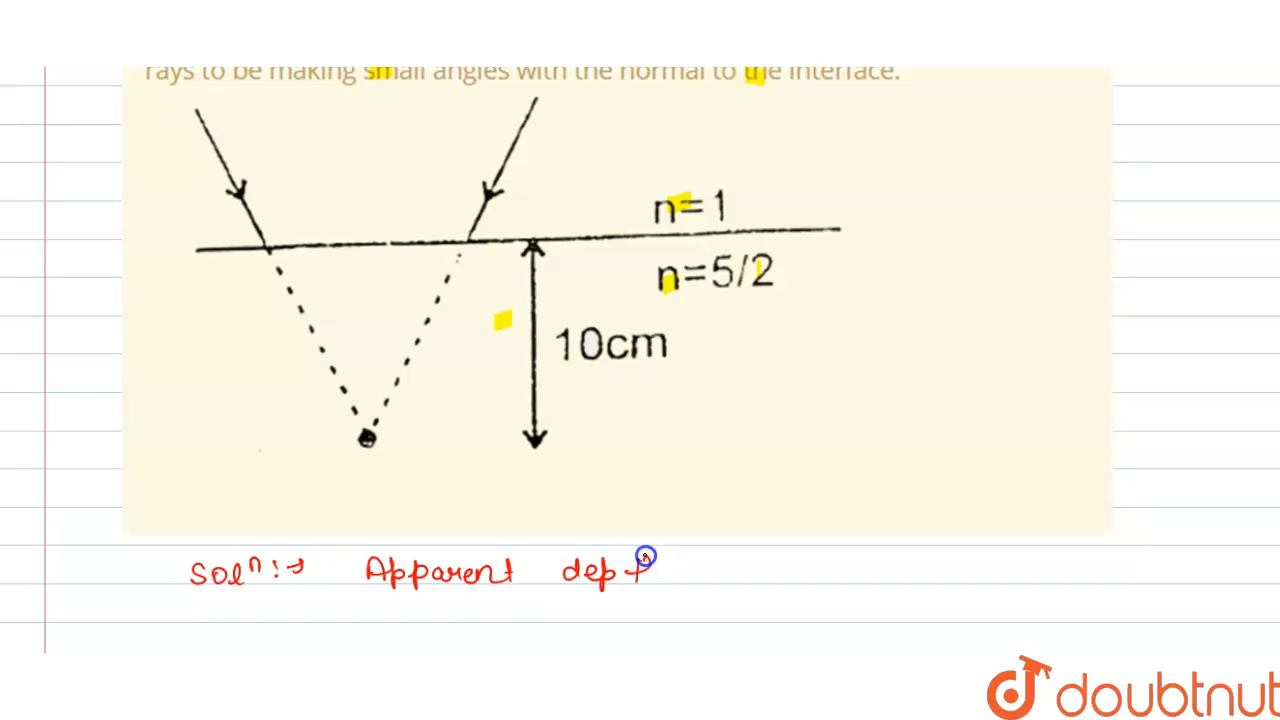 rays to be making small angles with the normal to the interface.
n=1
n=5/2
10cm
Solⁿ:→ Apparent dept
doubtnut